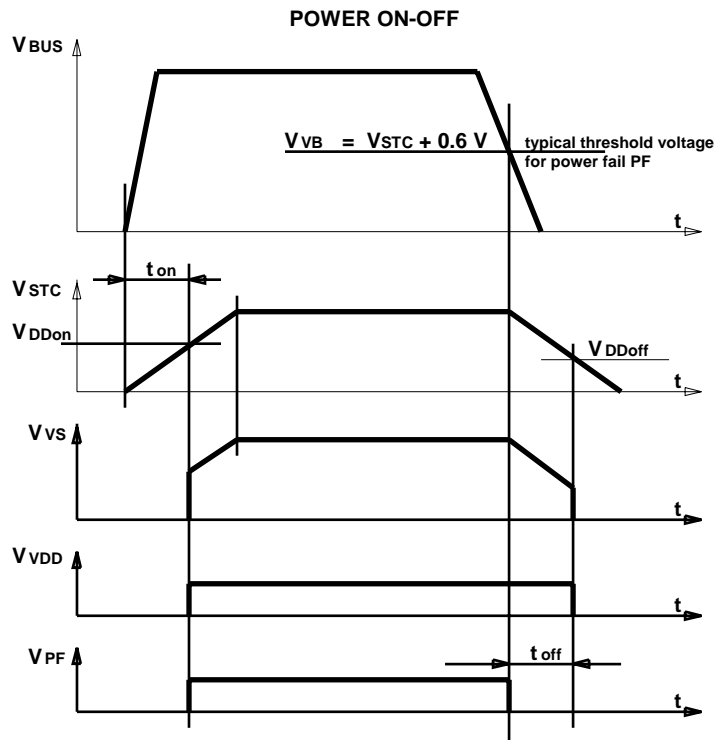 POWER ON-OFF
V BUS
V VB = VSTC + 0.6 V
typical threshold voltage
for power fail PF
t
t on
V STC
V DDon
V DDoff
t
V VS
t
V VDD
t
V PF
t off
t